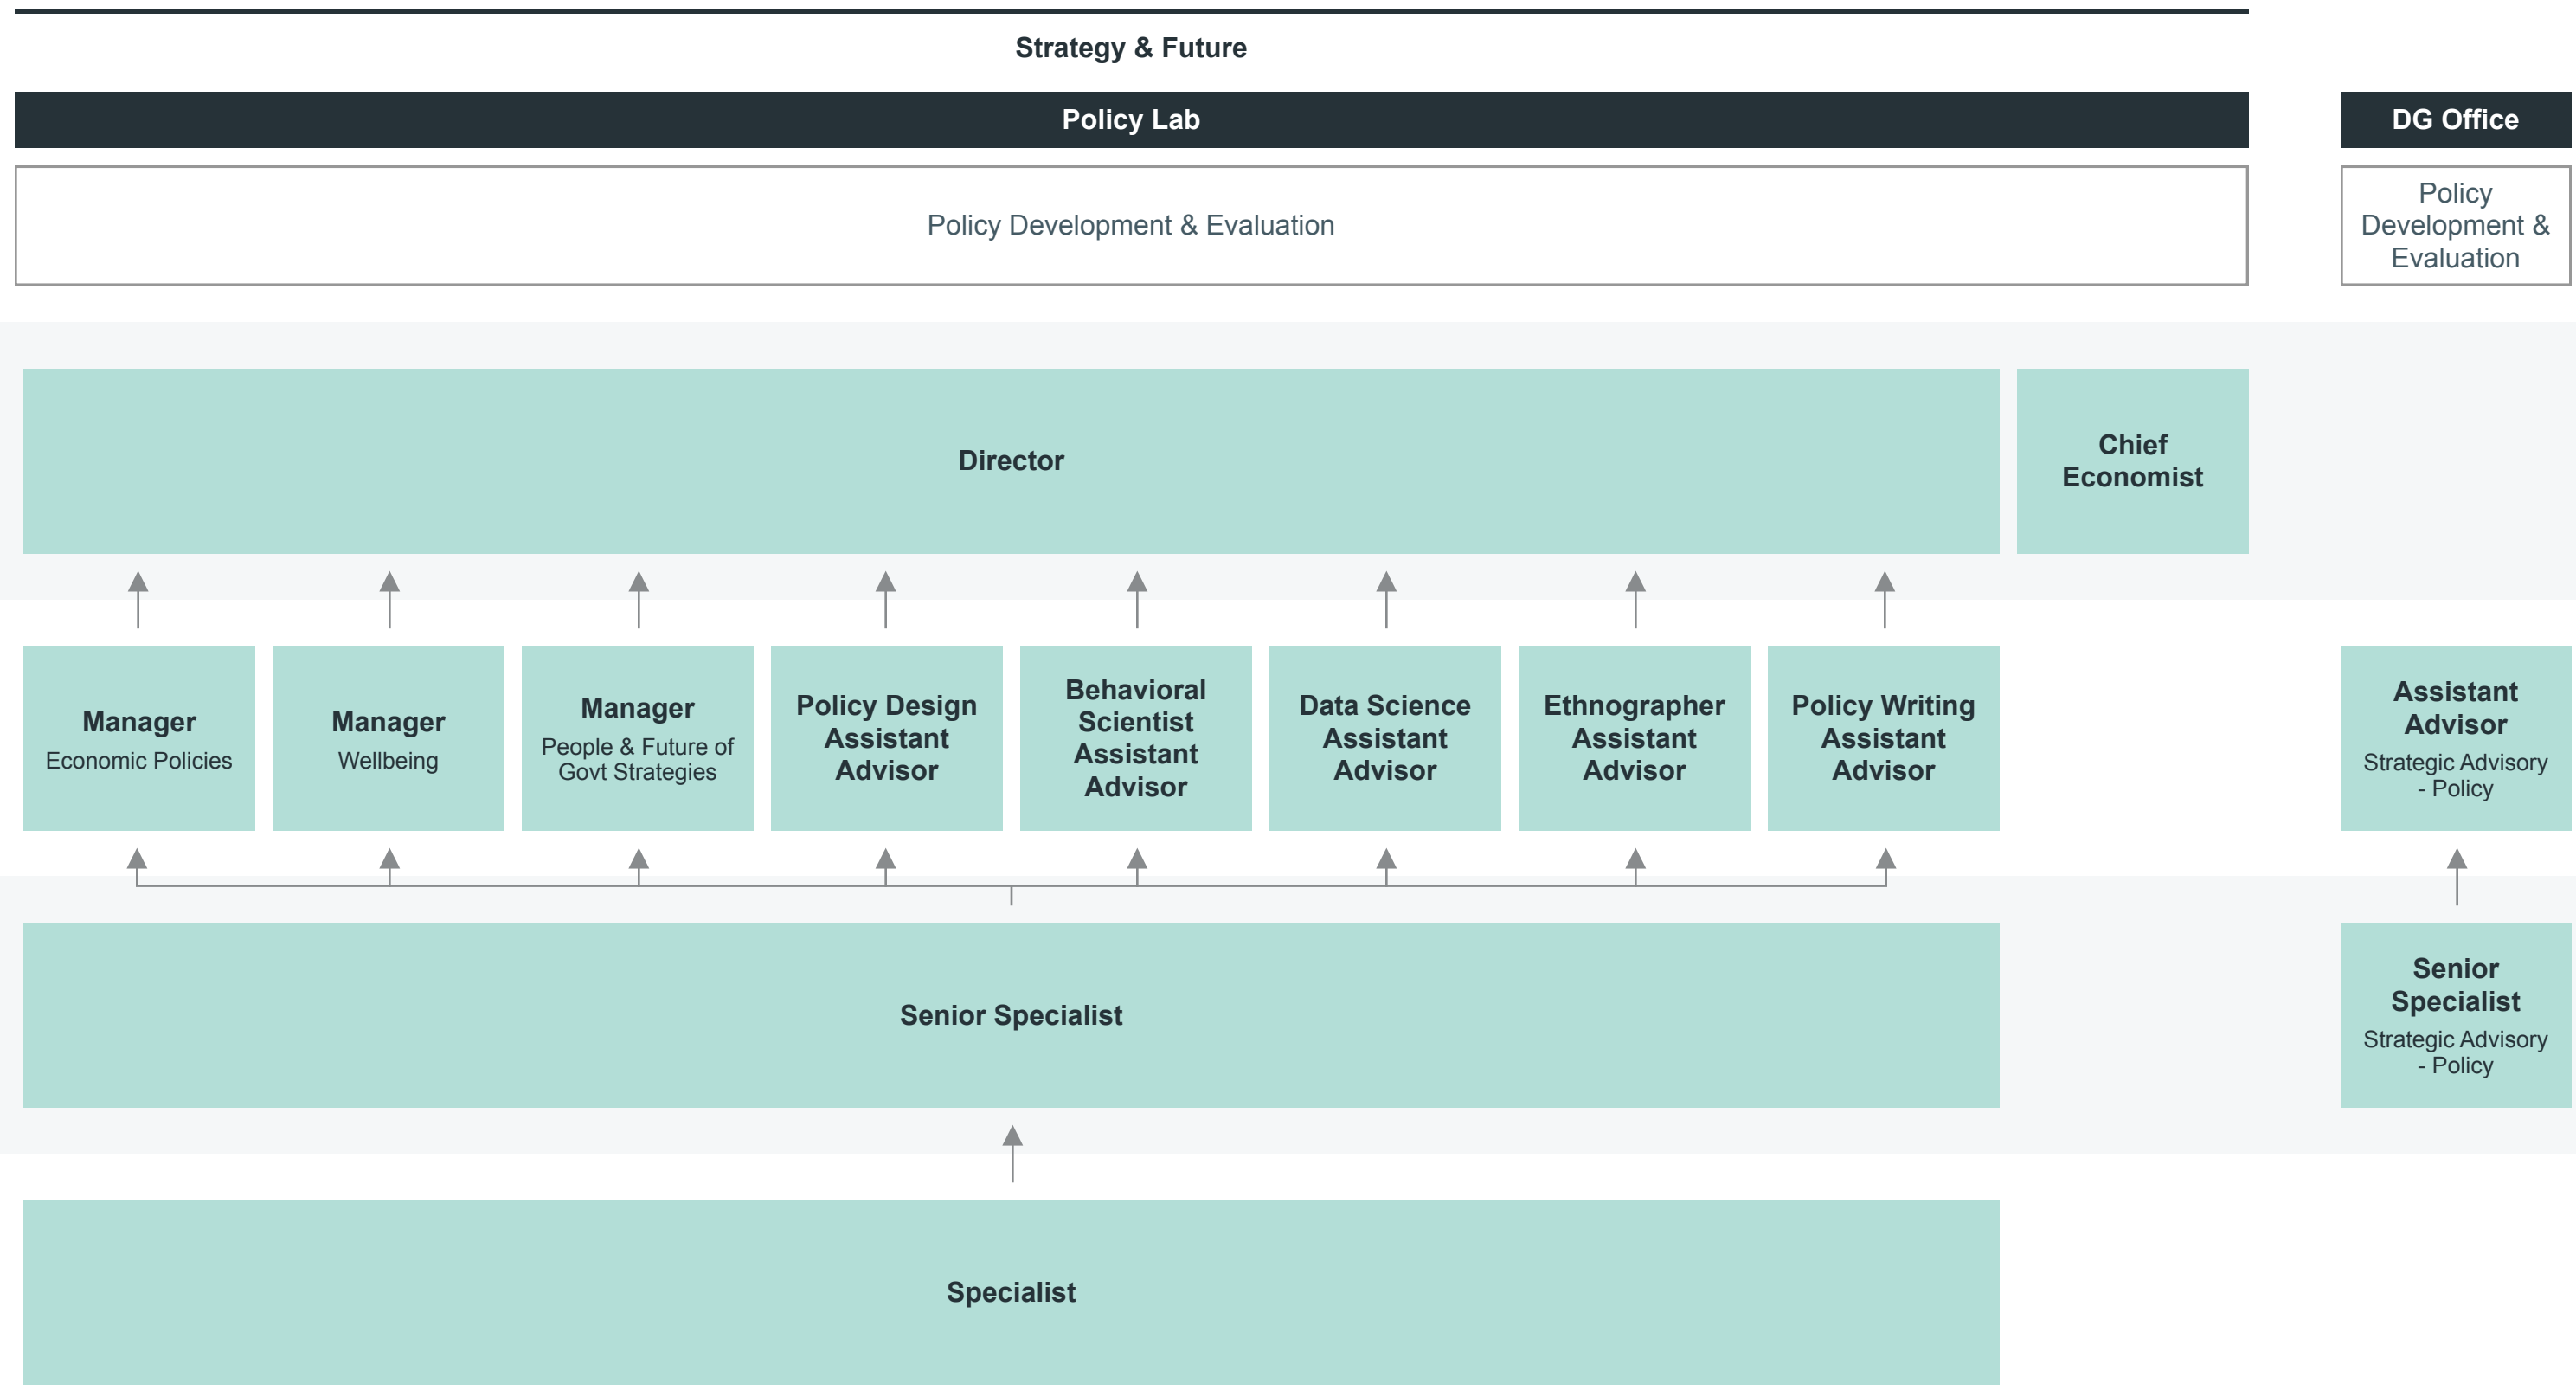 Strategy & Future
Policy Lab
DG Office
Policy Development & Evaluation
Policy
Development &
Evaluation
Director
Chief
Economist
Manager
Economic Policies
Manager
Wellbeing
Manager
People & Future of
Govt Strategies
Policy Design
Assistant
Advisor
Behavioral
Scientist
Assistant
Advisor
Data Science
Assistant
Advisor
Ethnographer
Assistant
Advisor
Policy Writing
Assistant
Advisor
Assistant
Advisor
Strategic Advisory
- Policy
Senior Specialist
Senior
Specialist
Strategic Advisory
- Policy
Specialist